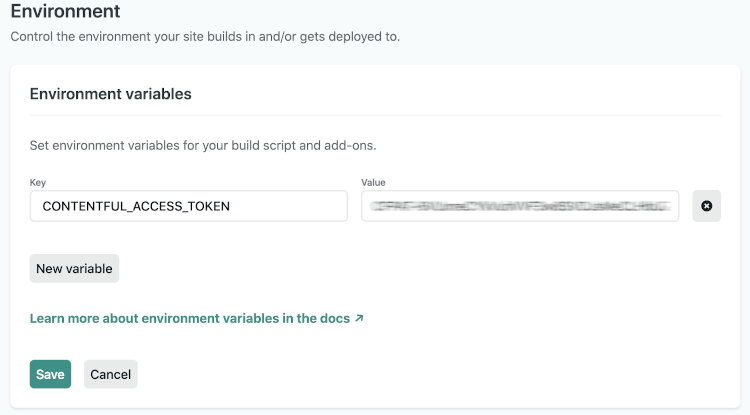 Environment
Control the environment your site builds in and/or gets deployed to.
Environment variables
Set environment variables for your build script and add-ons.
Key
Value
CONTENTFUL_ACCESS_TOKEN
New variable
Learn more about environment variables in the docs ↗
Save
Cancel